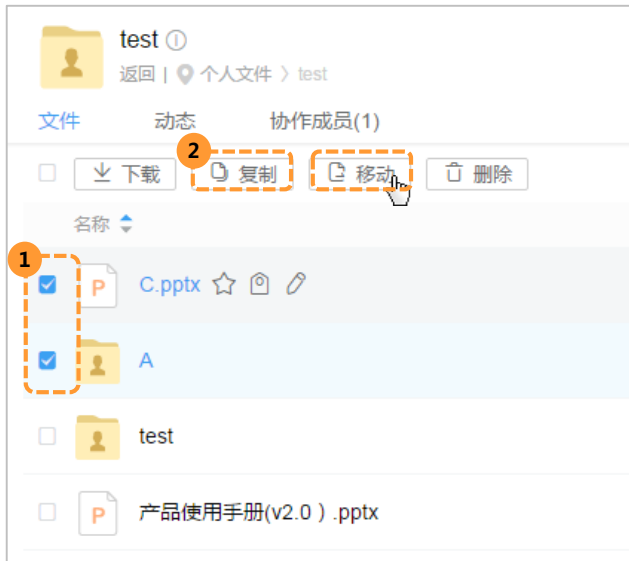 test
返回 | 个人文件 〉test
文件 动态 协作成员(1)
2
下载 复制 移动 删除
名称
1
P C.pptx
A
test
P 产品使用手册(v2.0）.pptx